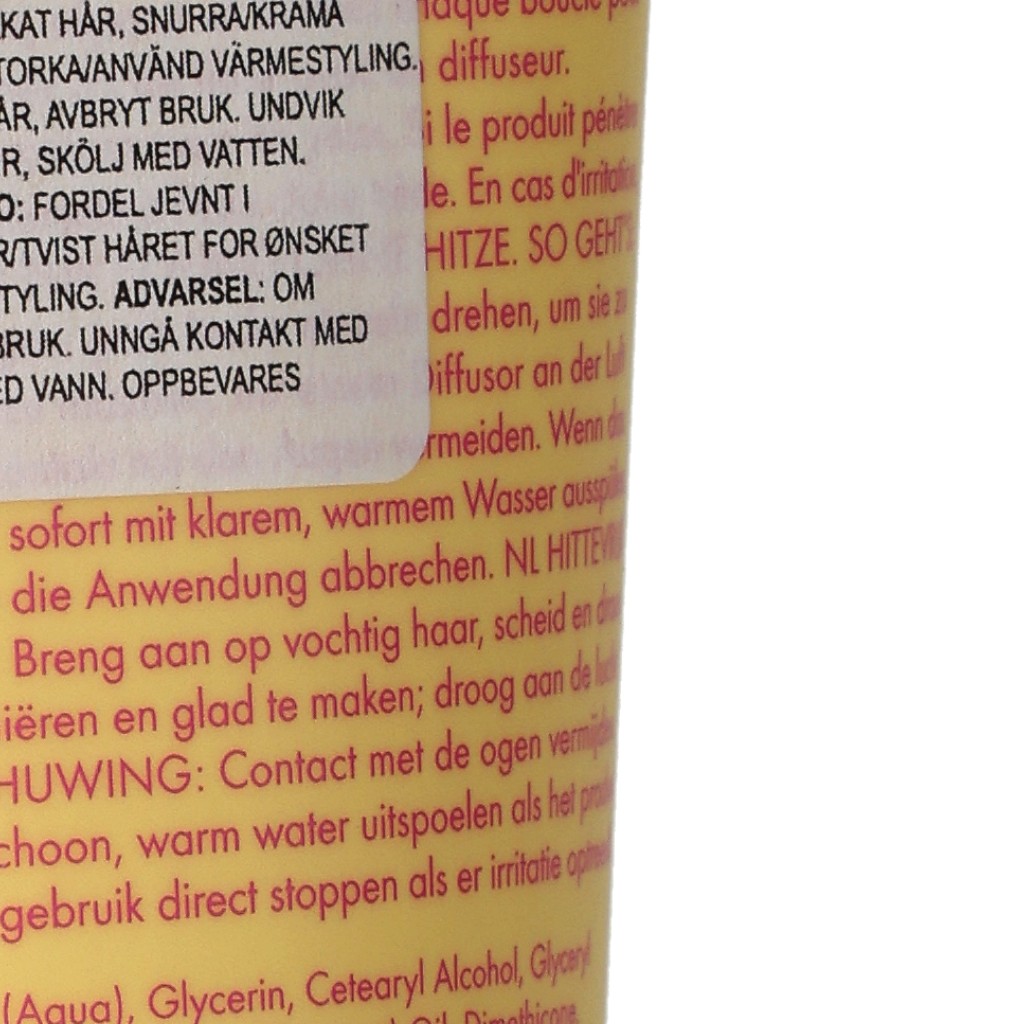 KAT HÅR, SNURRA/KRAMA
TORKA/ANVÄND VÄRMESTYLING.
ÅR, AVBRYT BRUK. UNDVIK
R, SKÖLJ MED VATTEN.
O: FORDEL JEVNT I
R/TVIST HÅRET FOR ØNSKET
TYLING. ADVARSEL: OM
BRUK. UNNGÅ KONTAKT MED
ED VANN. OPPBEVARES
haque boucle
diffuseur.
i le produit pénètre
le. En cas d'irritation,
HITZE. SO GEHT'S:
drehen, um sie zu
Diffusor an der Luft
rmeiden. Wenn das
sofort mit klarem, warmem Wasser ausspülen
die Anwendung abbrechen. NL HITTEVRIJ
Breng aan op vochtig haar, scheid en
iëren en glad te maken; droog aan de lucht
HUWING: Contact met de ogen vermijden
choon, warm water uitspoelen als het product
gebruik direct stoppen als er irritatie optreedt
(Aqua), Glycerin, Cetearyl Alcohol, Glyceryl
Oil, Dimethicone,